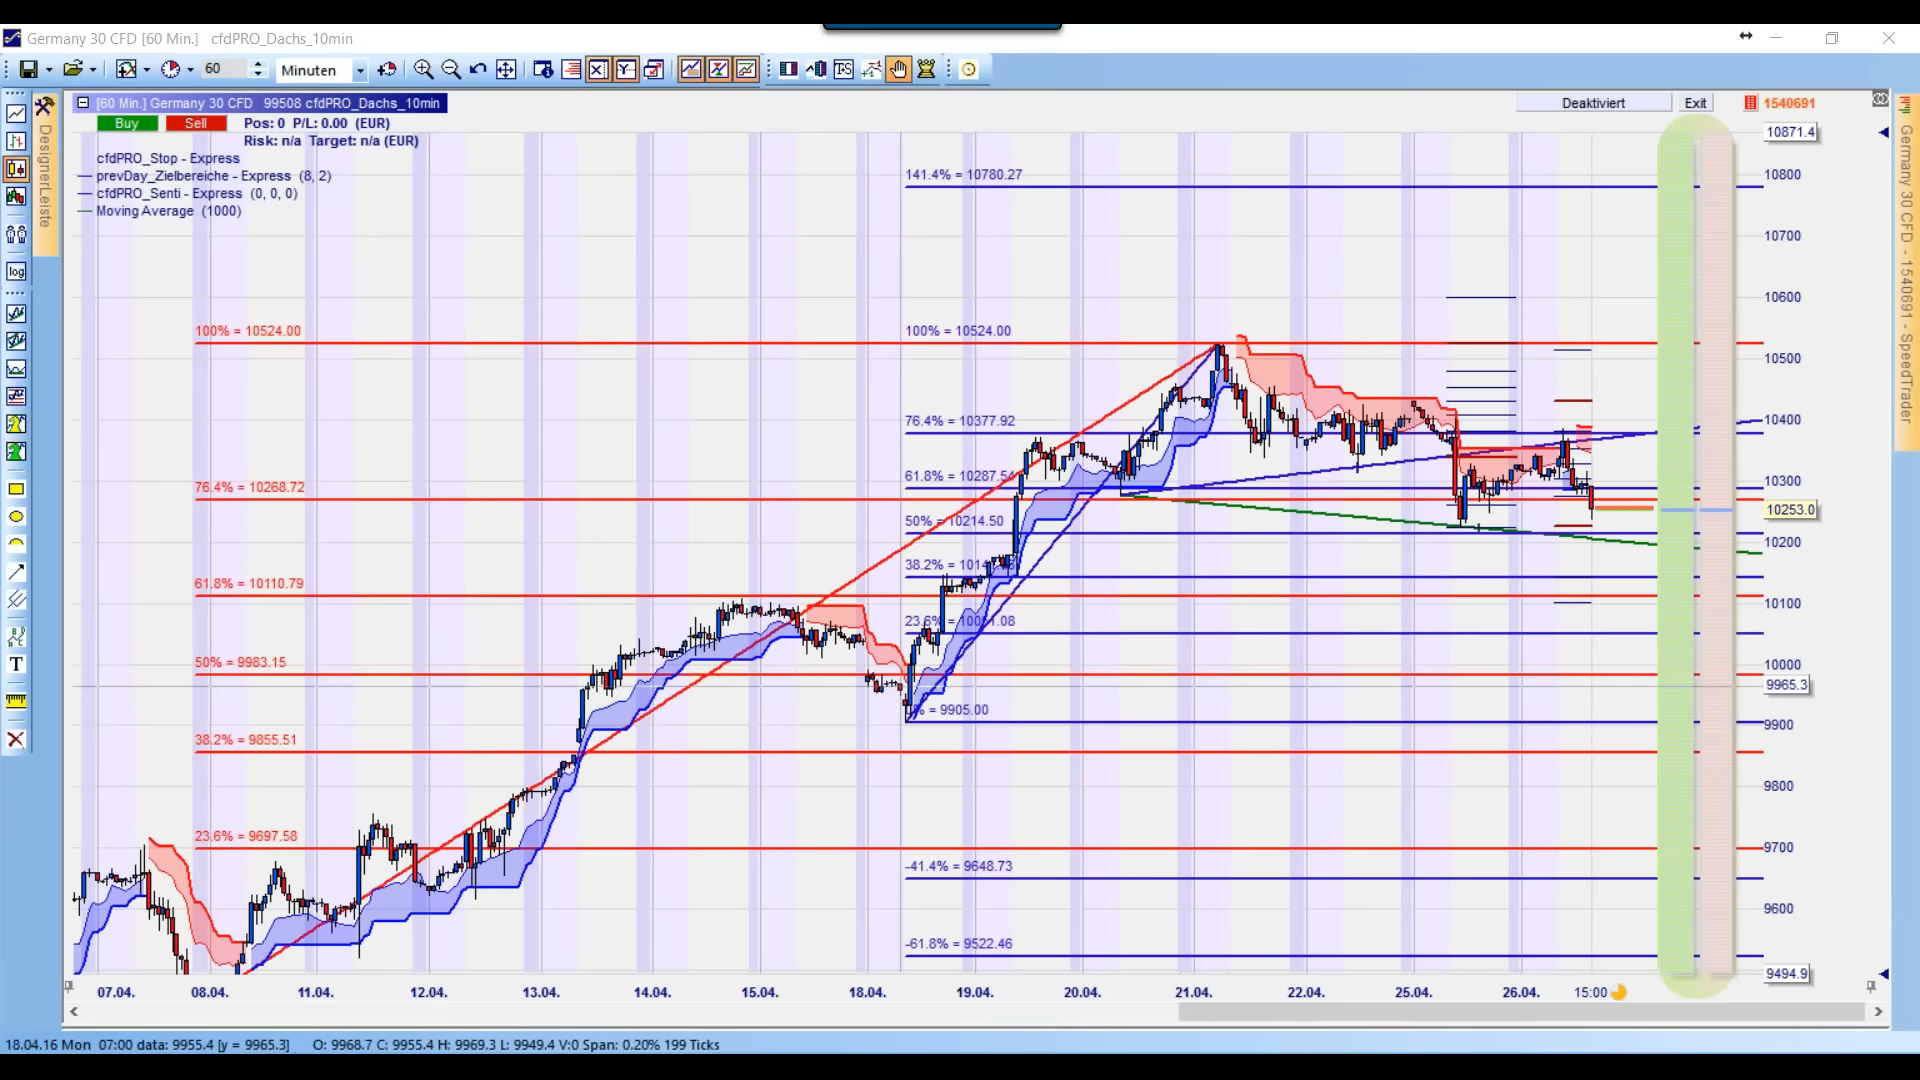 Germany 30 CFD [60 Min.] cfdPRO_Dachs_10min
60 Minuten
[60 Min.] Germany 30 CFD 99508 cfdPRO_Dachs_10min
Deaktiviert Exit 1540691
Buy Sell Pos: 0 P/L: 0.00 (EUR)
Risk: n/a Target: n/a (EUR)
cfdPRO_Stop - Express
prevDay_Zielbereiche - Express (8, 2)
cfdPRO_Senti - Express (0, 0, 0)
Moving Average (1000)
DesignerLeiste
log
T
Germany 30 CFD - 1540691 - SpeedTrader
141.4% = 10780.27
100% = 10524.00
76.4% = 10377.92
61.8% = 10287.54
50% = 10214.50
38.2% = 1014
23.6% = 10051.08
% = 9905.00
-41.4% = 9648.73
-61.8% = 9522.46
100% = 10524.00
76.4% = 10268.72
61.8% = 10110.79
50% = 9983.15
38.2% = 9855.51
23.6% = 9697.58
10871.4
10800
10700
10600
10500
10400
10300
10253.0
10200
10100
10000
9965.3
9900
9800
9700
9600
9494.9
07.04. 08.04. 11.04. 12.04. 13.04. 14.04. 15.04. 18.04. 19.04. 20.04. 21.04. 22.04. 25.04. 26.04. 15:00
18.04.16 Mon 07:00 data: 9955.4 [y = 9965.3] O: 9968.7 C: 9955.4 H: 9969.3 L: 9949.4 V:0 Span: 0.20% 199 Ticks